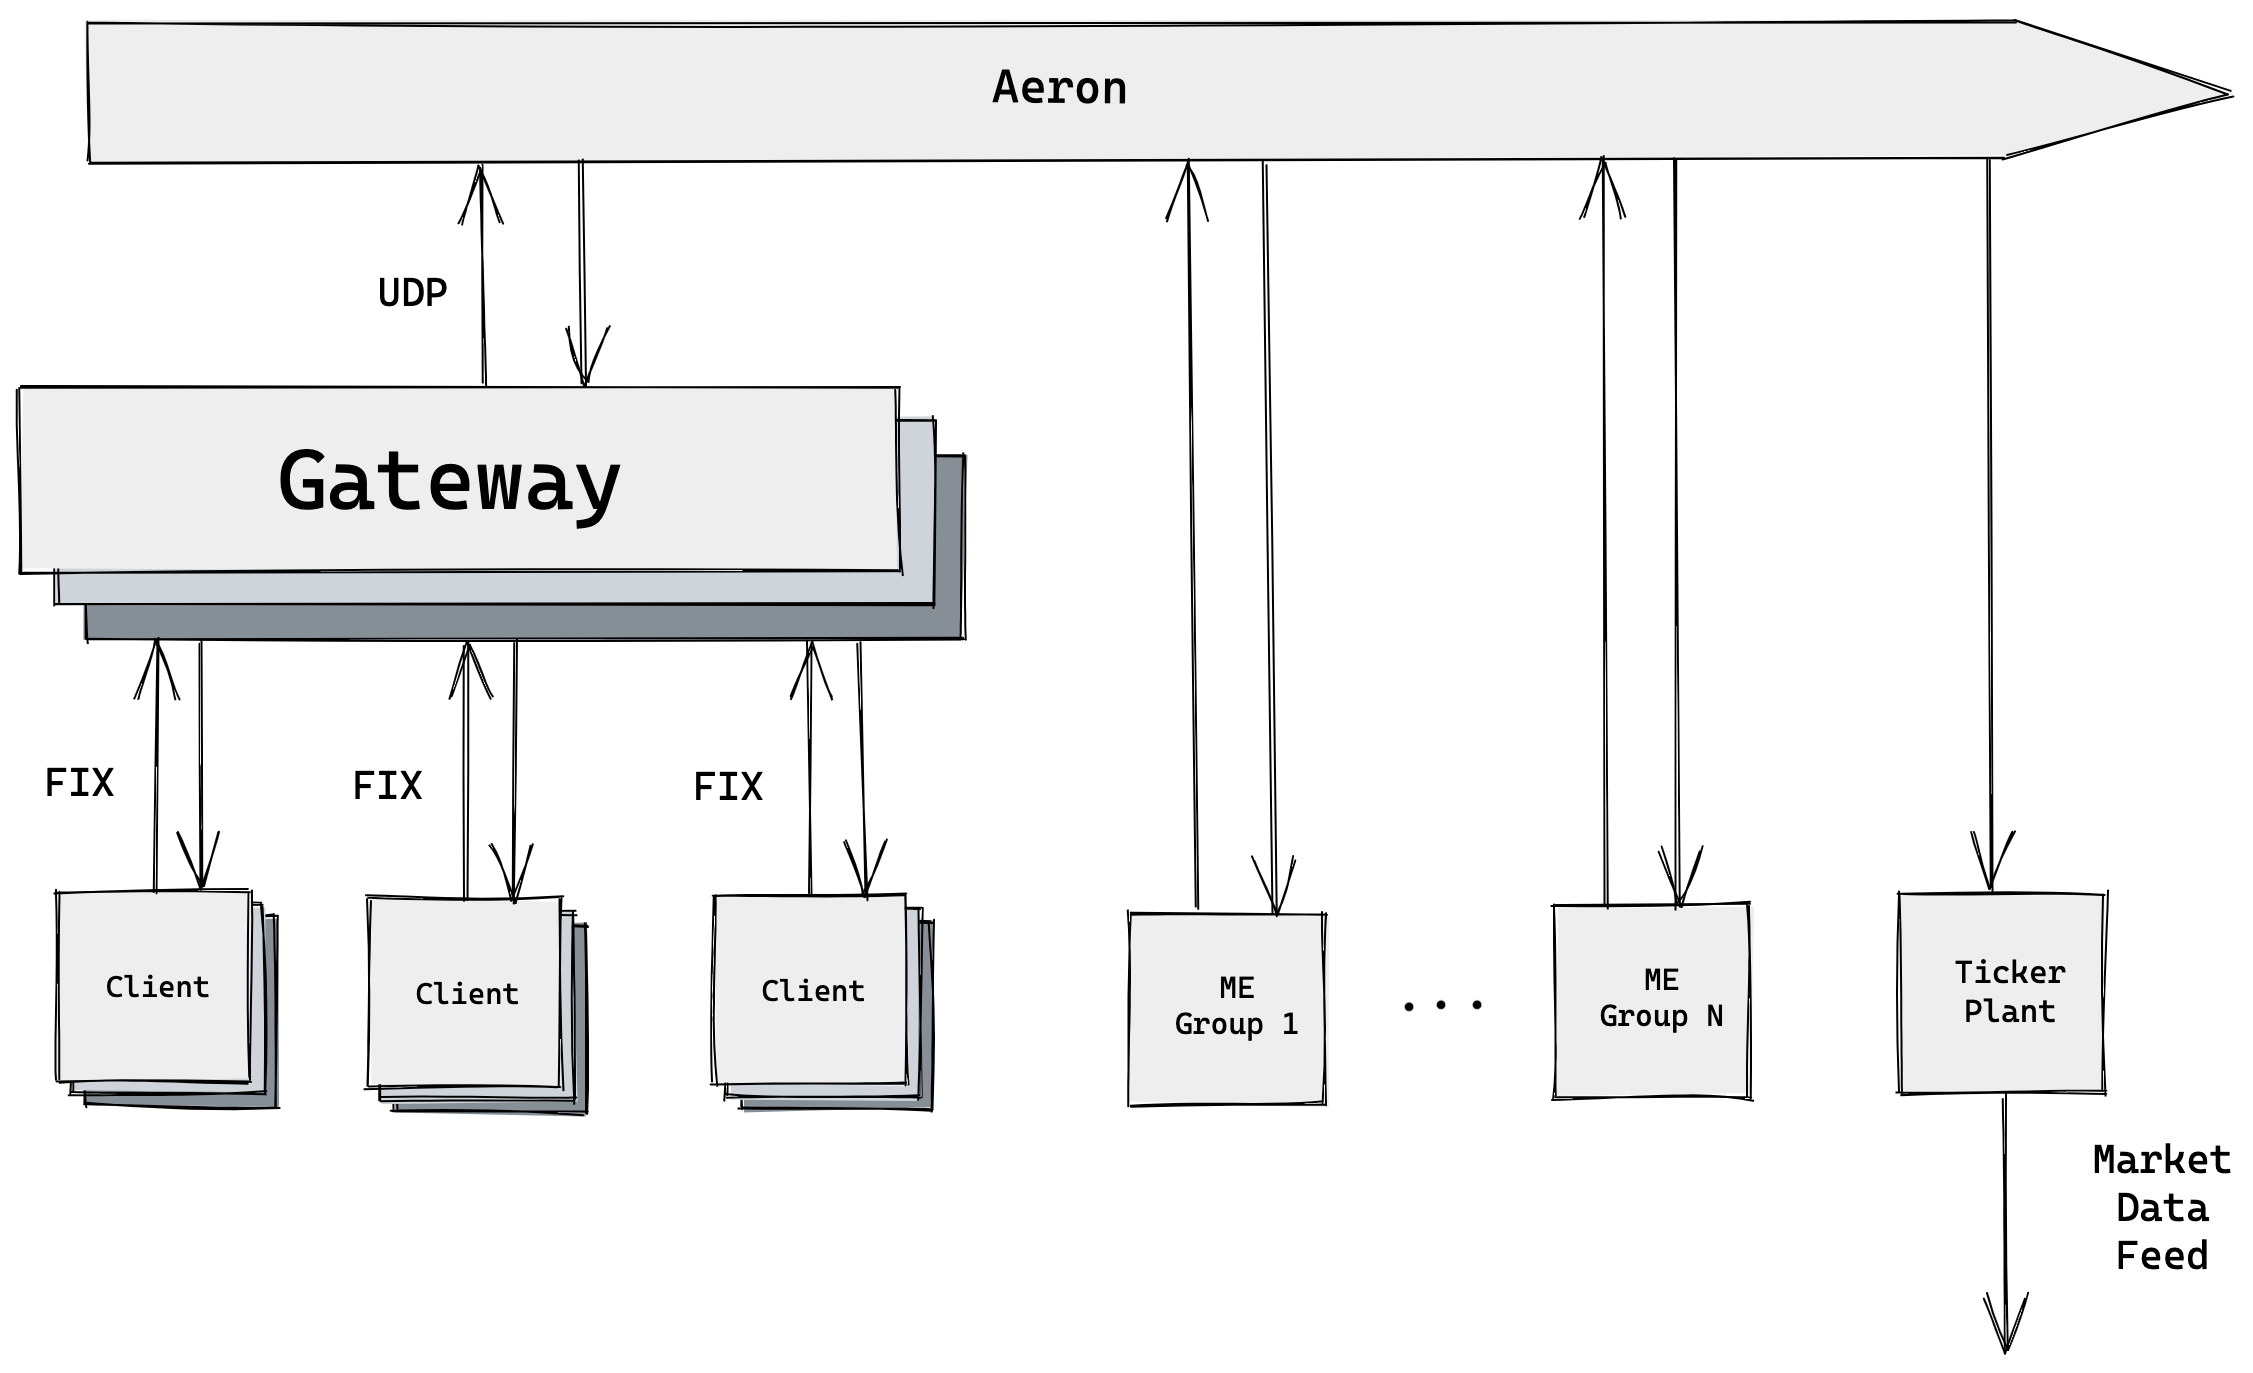 Aeron
UDP
Gateway
FIX
FIX
FIX
Client
Client
Client
ME
Group 1
...
ME
Group N
Ticker
Plant
Market
Data
Feed